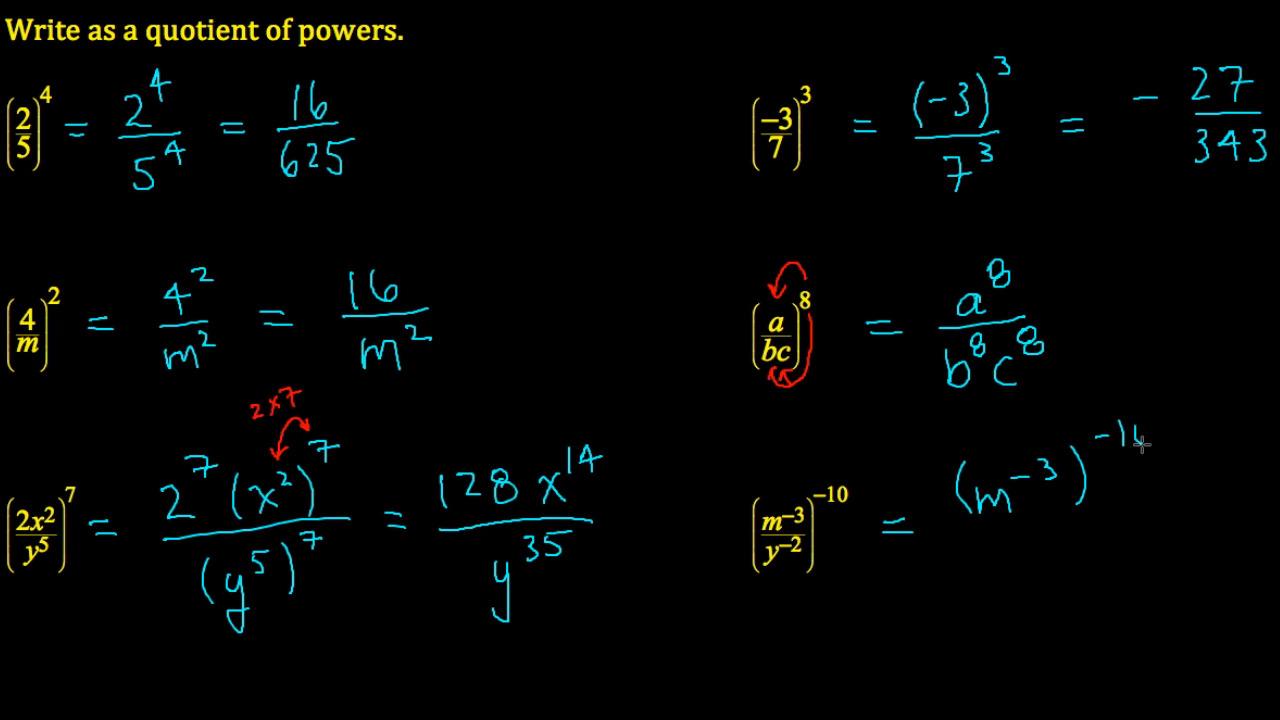 Write as a quotient of powers.
(2/5)^4 = 2^4/5^4 = 16/625
(-3/7)^3 = (-3)^3/7^3 = - 27/343
(4/m)^2 = 4^2/m^2 = 16/m^2
(a/bc)^8 = a^8/b^8c^8
2×7
(2x^2/y^5)^7 = 2^7(x^2)^7/(y^5)^7 = 128x^14/y^35
(m^-3/y^-2)^-10 = (m^-3)^-1